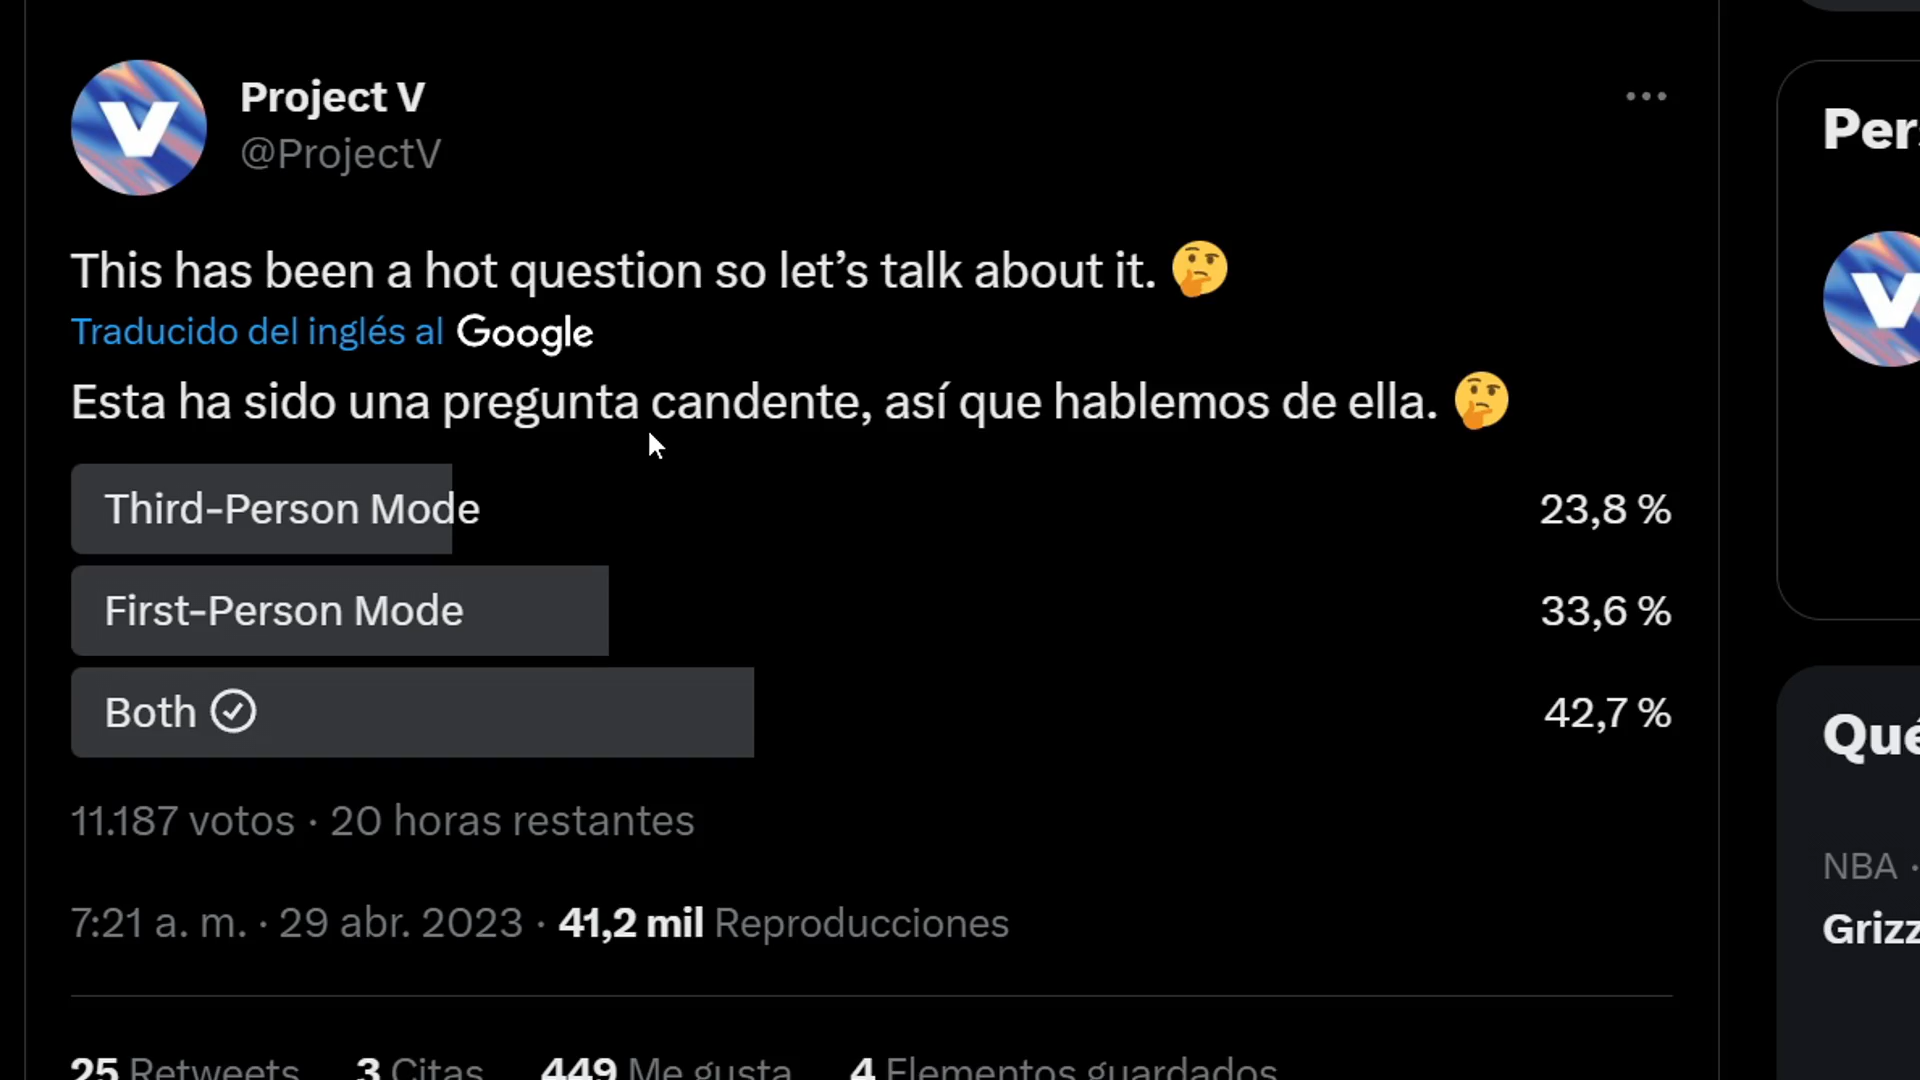 Project V
@ProjectV
This has been a hot question so let's talk about it. 🤔
Traducido del inglés al Google
Esta ha sido una pregunta candente, así que hablemos de ella. 🤔
Third-Person Mode 23,8 %
First-Person Mode 33,6 %
Both 42,7 %
11.187 votos · 20 horas restantes
7:21 a. m. · 29 abr. 2023 · 41,2 mil Reproducciones
25 Retweets 3 Citas 449 Me gusta 4 Elementos guardados
Per
V
Qué
NBA ·
Grizz